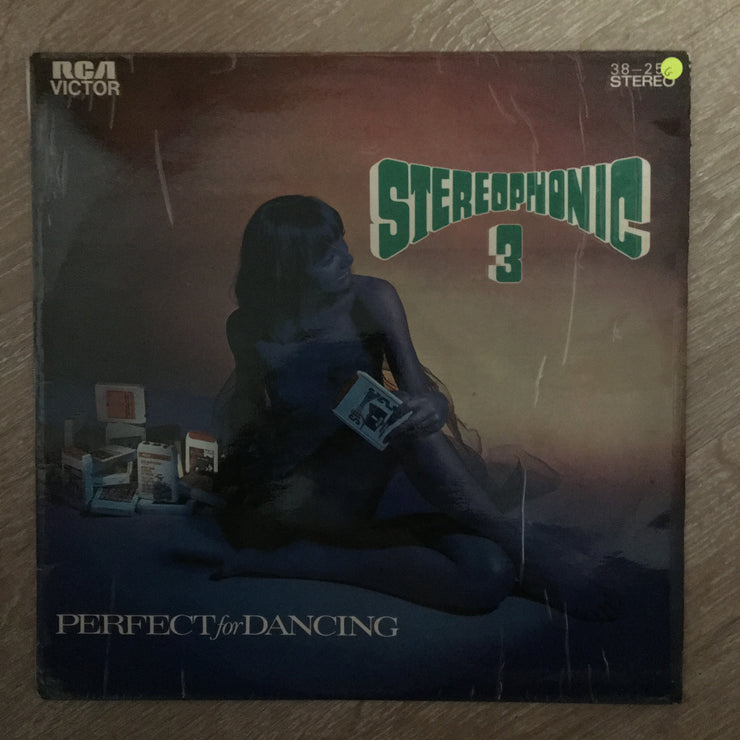 RCA
VICTOR
STEREO
STEREOPHONIC
3
PERFECT for DANCING